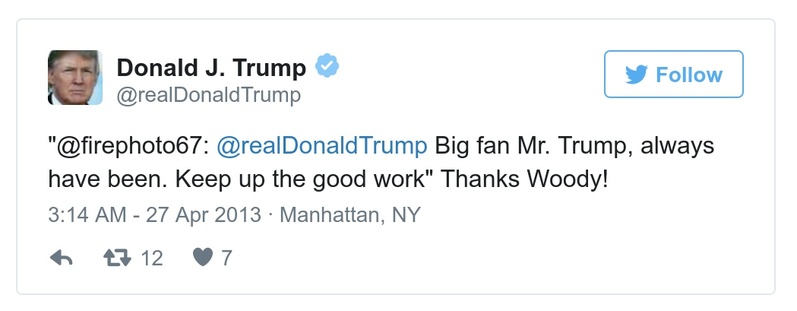 Donald J. Trump
@realDonaldTrump
Follow
"@firephoto67: @realDonaldTrump Big fan Mr. Trump, always
have been. Keep up the good work" Thanks Woody!
3:14 AM - 27 Apr 2013 · Manhattan, NY
12 7